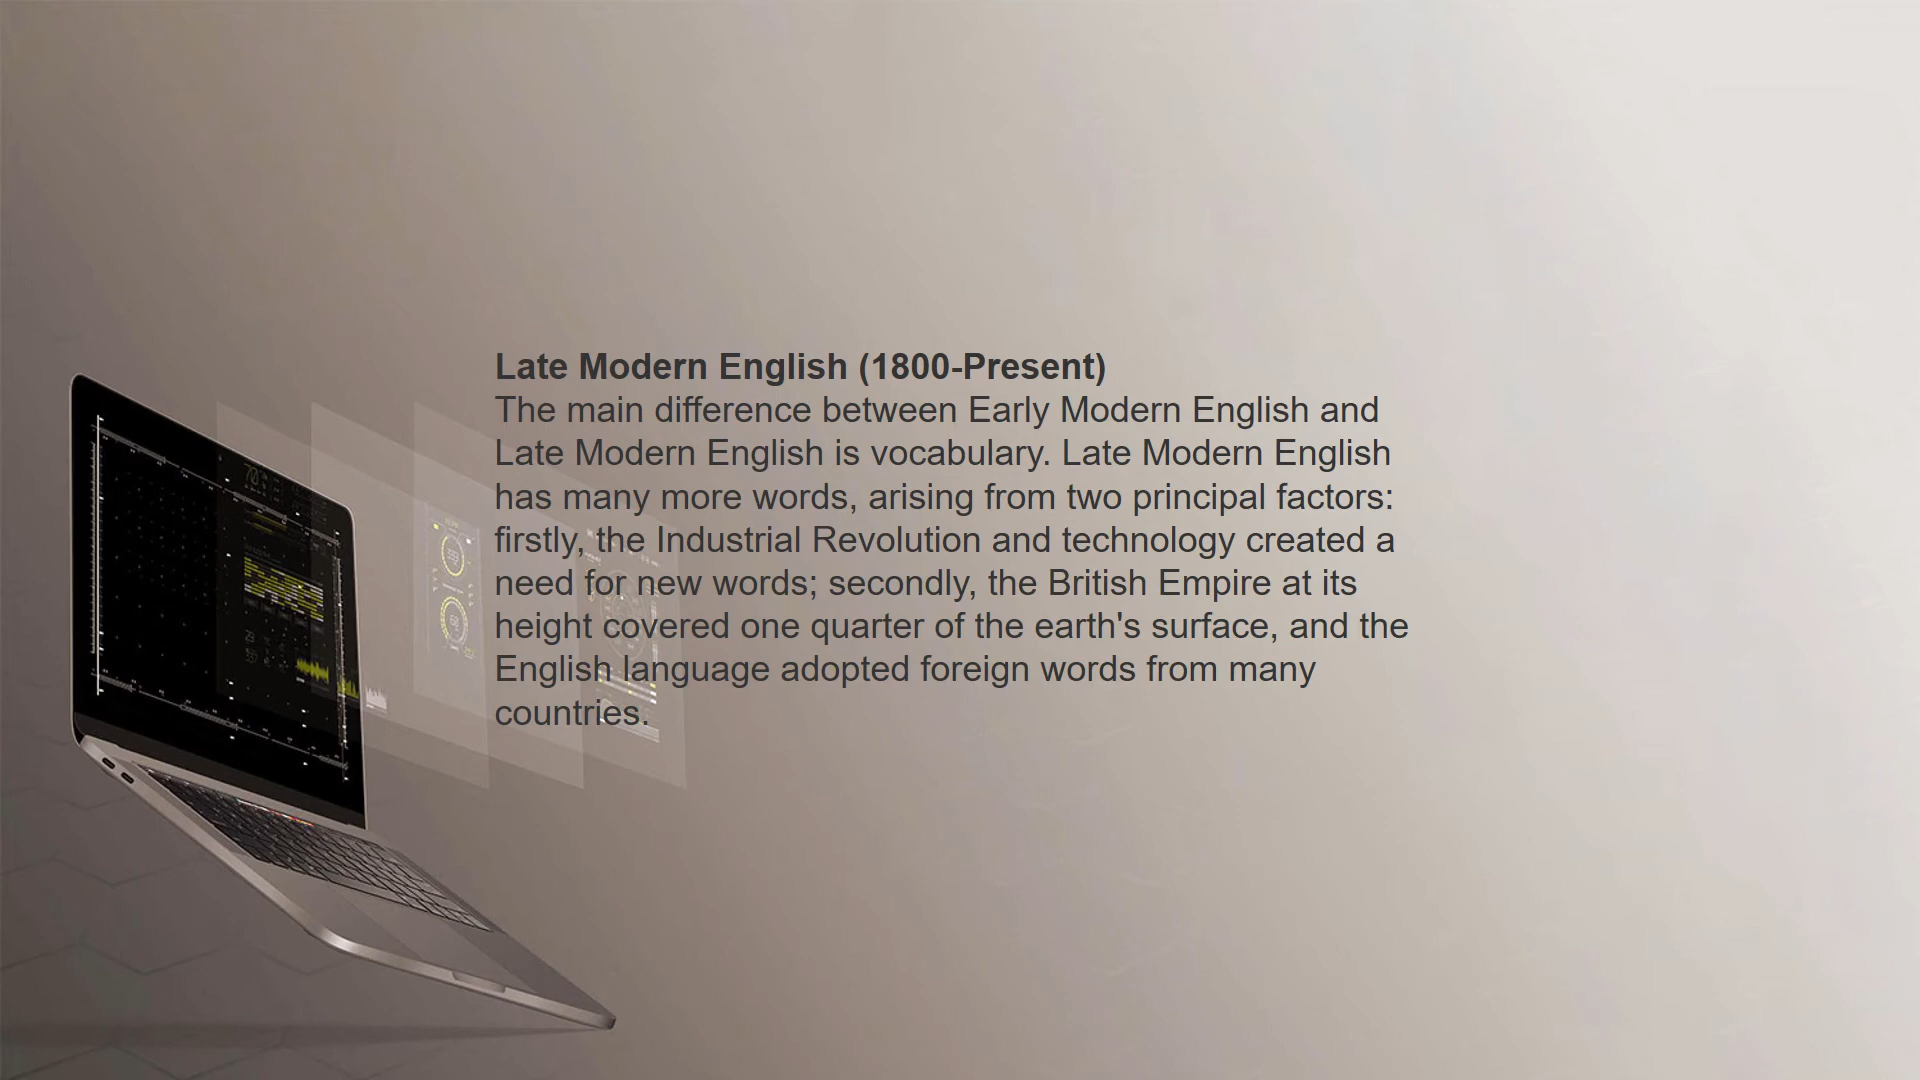 Late Modern English (1800-Present)
The main difference between Early Modern English and
Late Modern English is vocabulary. Late Modern English
has many more words, arising from two principal factors:
firstly, the Industrial Revolution and technology created a
need for new words; secondly, the British Empire at its
height covered one quarter of the earth's surface, and the
English language adopted foreign words from many
countries.